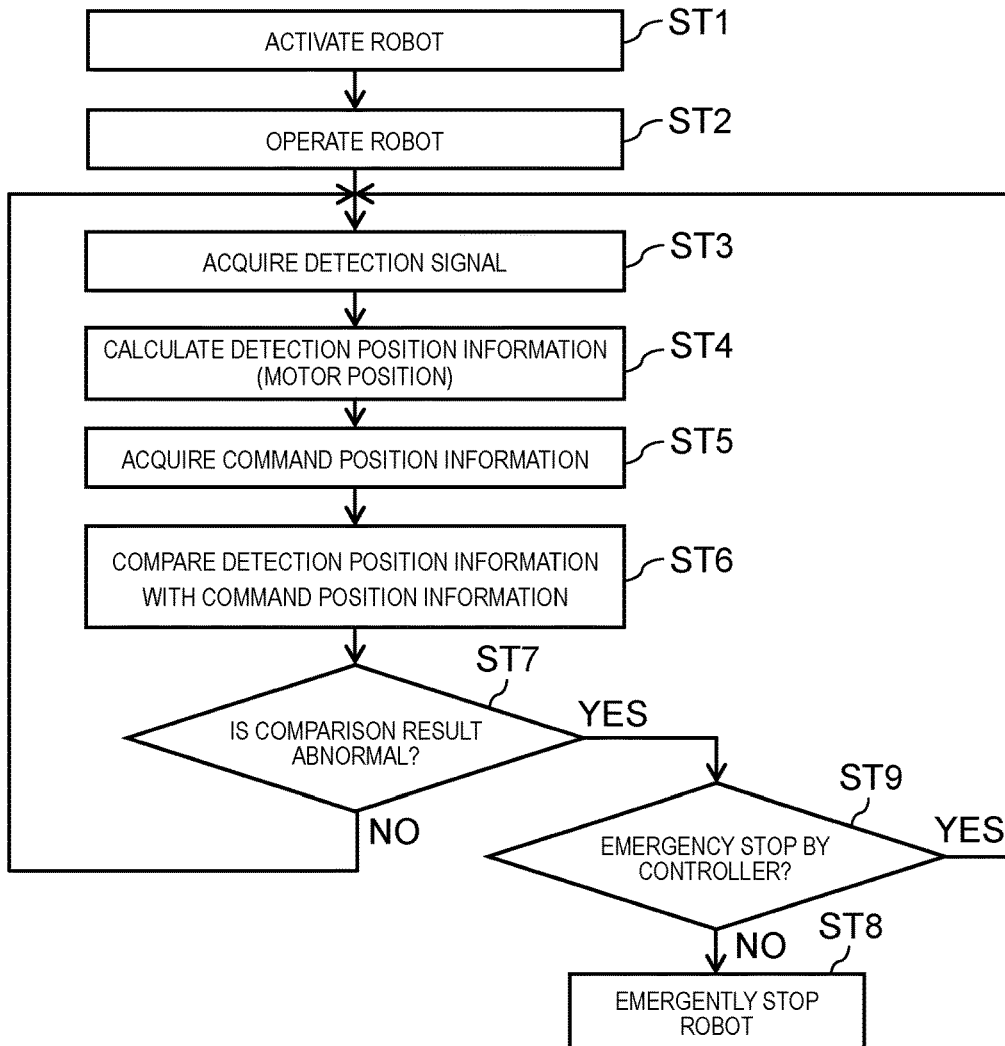 ACTIVATE ROBOT
ST1
OPERATE ROBOT
ST2
ACQUIRE DETECTION SIGNAL
ST3
CALCULATE DETECTION POSITION INFORMATION
(MOTOR POSITION)
ST4
ACQUIRE COMMAND POSITION INFORMATION
ST5
COMPARE DETECTION POSITION INFORMATION
WITH COMMAND POSITION INFORMATION
ST6
IS COMPARISON RESULT
ABNORMAL?
ST7
YES
NO
EMERGENCY STOP BY
CONTROLLER?
ST9
YES
NO
EMERGENTLY STOP
ROBOT
ST8